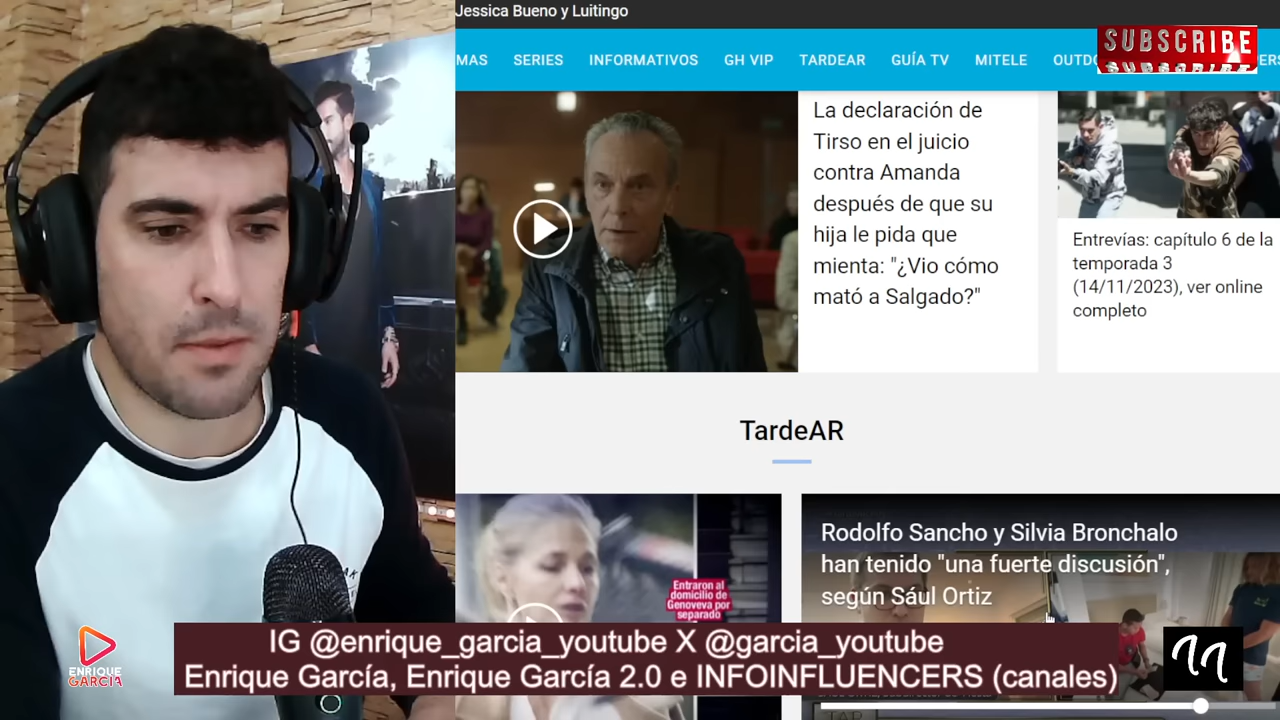 Jessica Bueno y Luitingo
MAS SERIES INFORMATIVOS GH VIP TARDEAR GUÍA TV MITELE
SUBSCRIBE
La declaración de
Tirso en el juicio
contra Amanda
después de que su
hija le pida que
mienta: "¿Vio cómo
mató a Salgado?"
Entrevías: capítulo 6 de la
temporada 3
(14/11/2023), ver online
completo
TardeAR
Entraron al
domicilio de
Genoveva por
separado
Rodolfo Sancho y Silvia Bronchalo
han tenido "una fuerte discusión",
según Sául Ortiz
IG @enrique_garcia_youtube X @garcia_youtube
Enrique García, Enrique García 2.0 e INFONFLUENCERS (canales)
ENRIQUE
GARCÍA
TAR